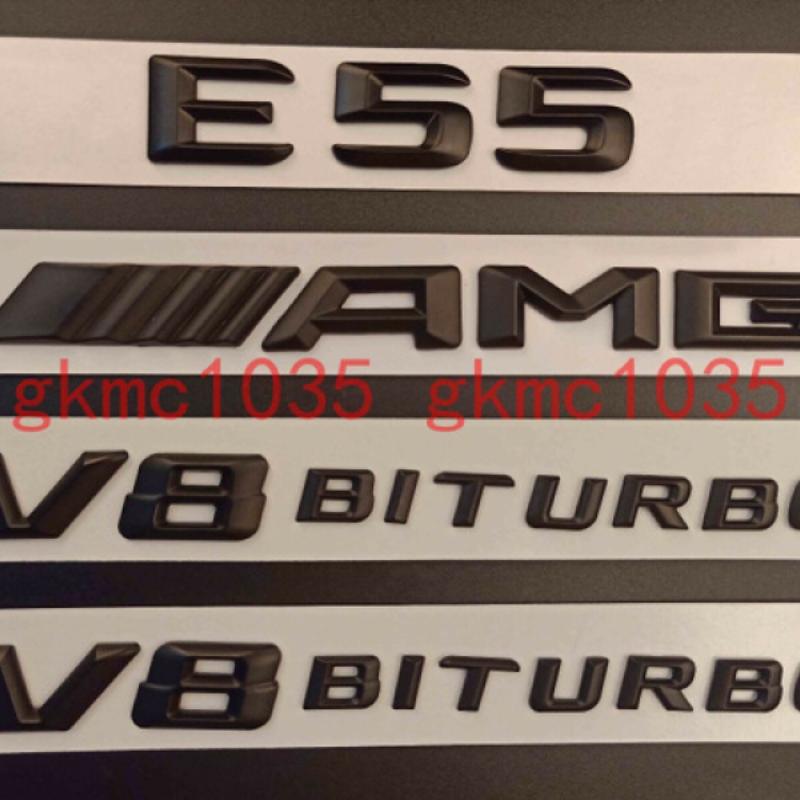 E55
AMG
gkmc1035 gkmc1035
V8 BITURBO
V8 BITURBO